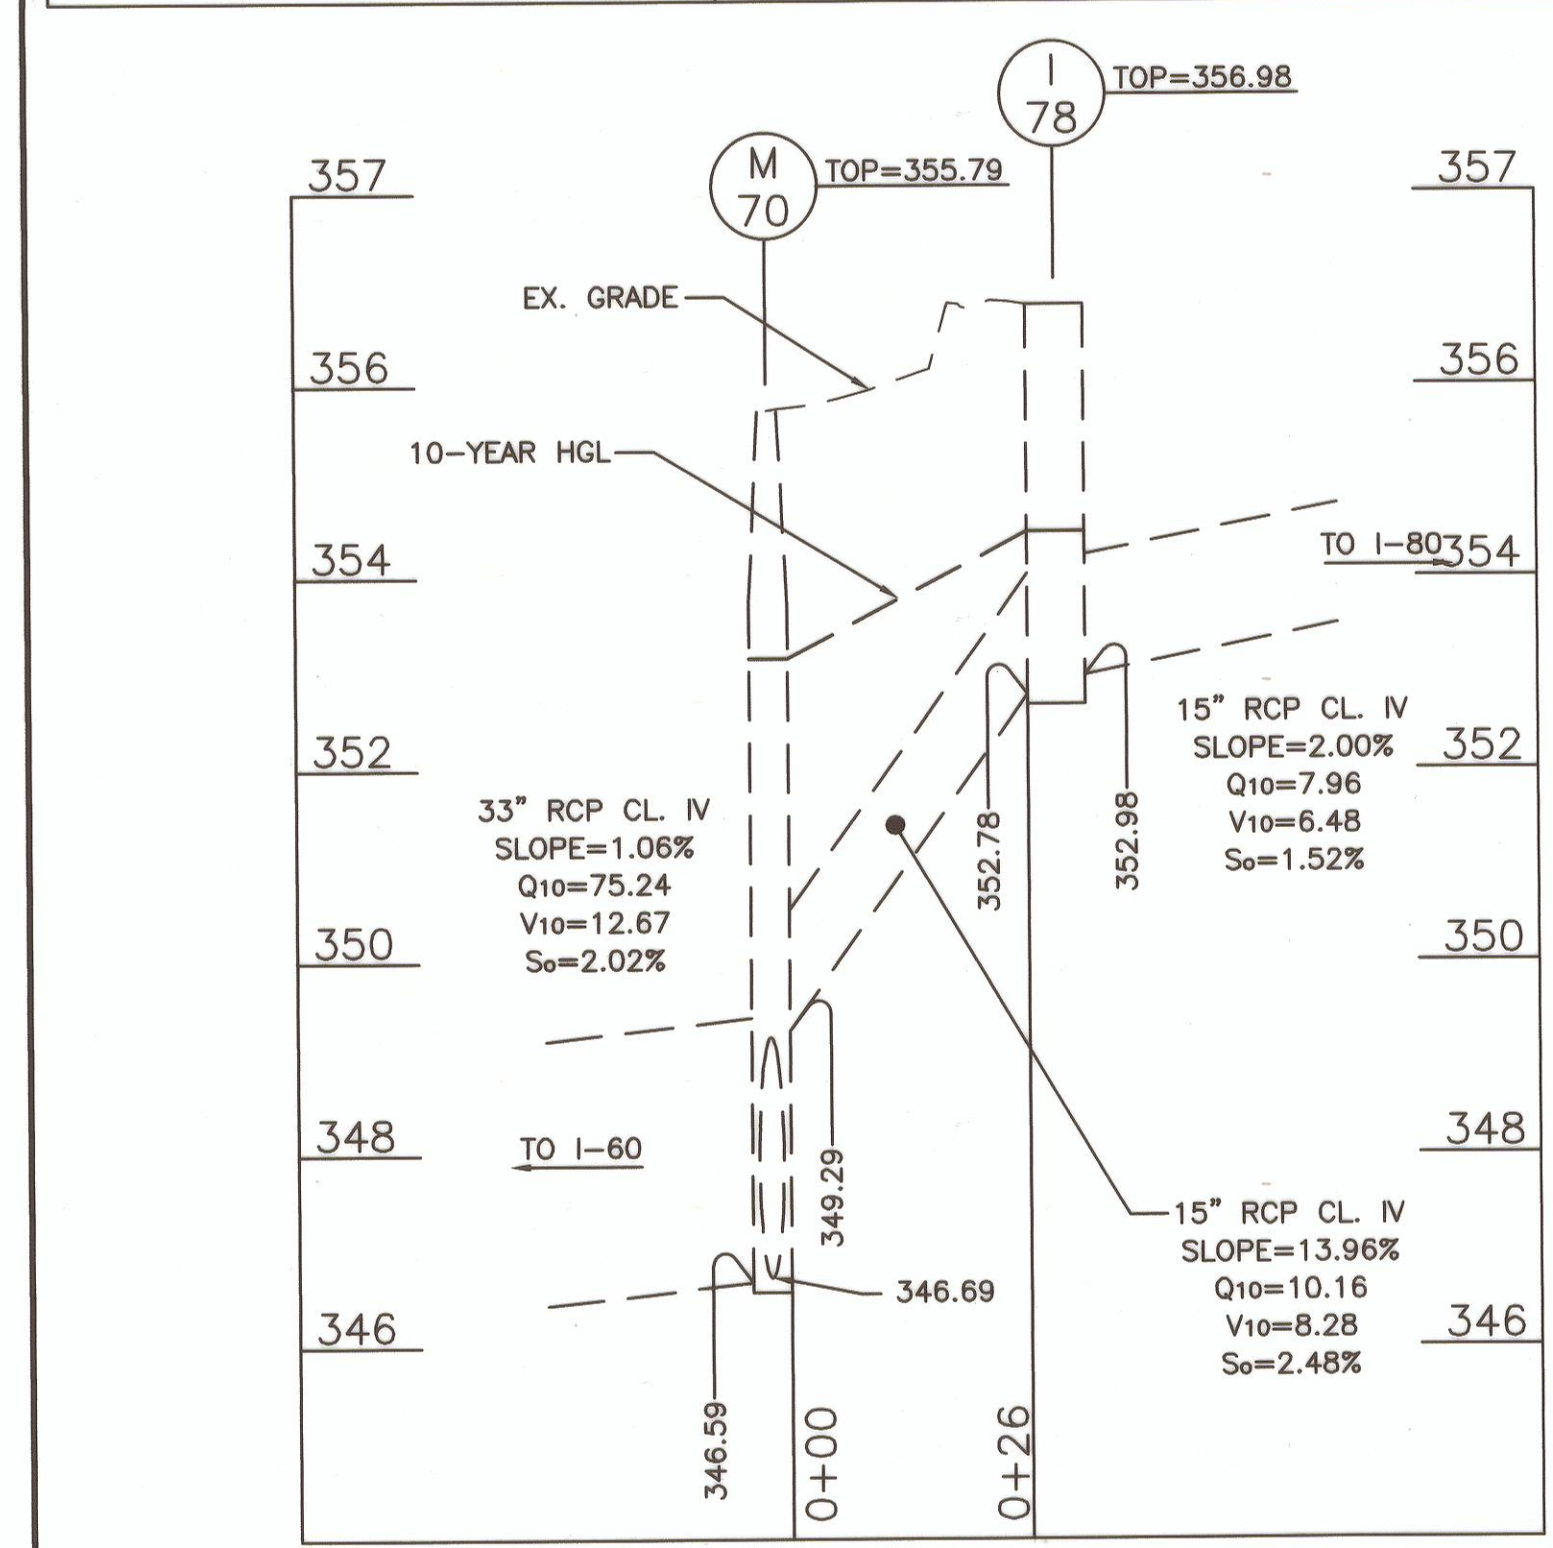 I
78
TOP=356.98
M
70
TOP=355.79
357
357
EX. GRADE
356
356
10-YEAR HGL
354
TO I-80
354
352
352
15" RCP CL. IV
SLOPE=2.00%
Q10=7.96
V10=6.48
So=1.52%
33" RCP CL. IV
SLOPE=1.06%
Q10=75.24
V10=12.67
So=2.02%
352.78
352.98
350
350
348
348
TO I-60
349.29
15" RCP CL. IV
SLOPE=13.96%
Q10=10.16
V10=8.28
So=2.48%
346.69
346
346
346.59
0+00
0+26